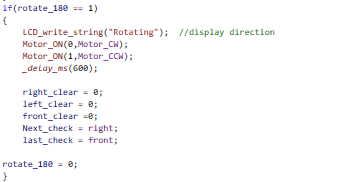 if(rotate_180 == 1)
{
LCD_write_string("Rotating"); //display direction
Motor_ON(0,Motor_CW);
Motor_ON(1,Motor_CCW);
_delay_ms(600);
right_clear = 0;
left_clear = 0;
front_clear =0;
Next_check = right;
last_check = front;
rotate_180 = 0;
}